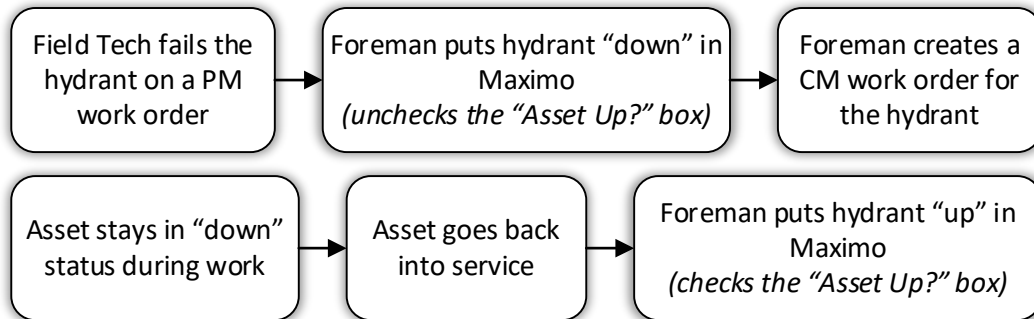 Field Tech fails the
hydrant on a PM
work order
Foreman puts hydrant “down” in
Maximo
(unchecks the “Asset Up?” box)
Foreman creates a
CM work order for
the hydrant
Asset stays in “down”
status during work
Asset goes back
into service
Foreman puts hydrant “up” in
Maximo
(checks the “Asset Up?” box)